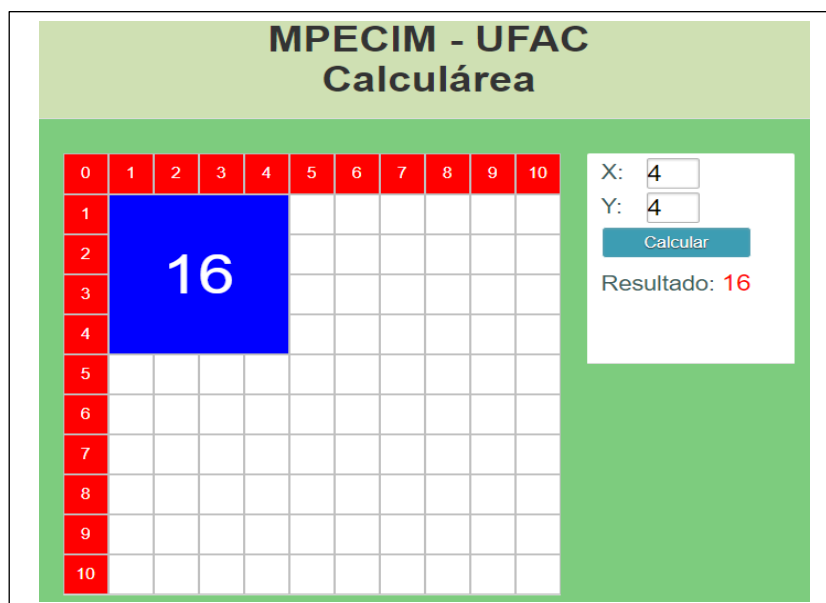 MPECIM - UFAC
Calculárea
0 1 2 3 4 5 6 7 8 9 10
1
2
3
4
5
6
7
8
9
10
16
X: 4
Y: 4
Calcular
Resultado: 16